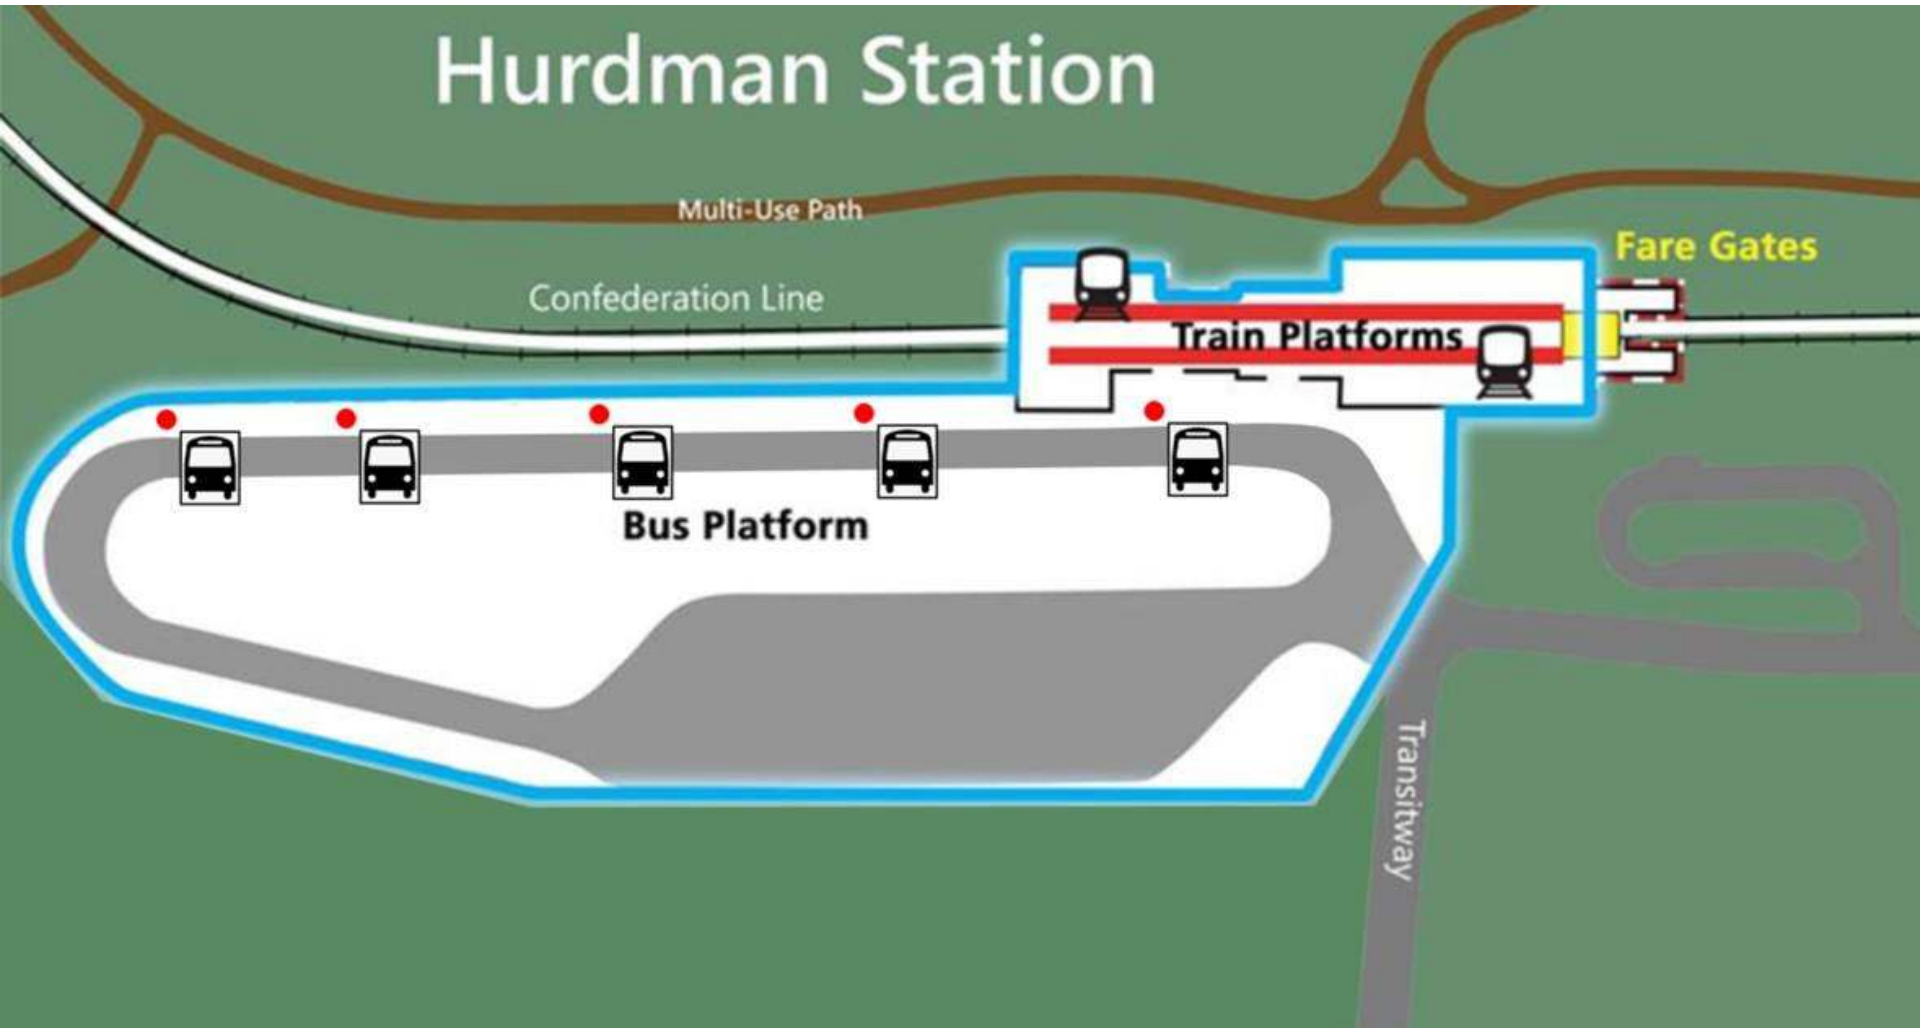 Hurdman Station
Multi-Use Path
Fare Gates
Confederation Line
Train Platforms
Bus Platform
Transitway